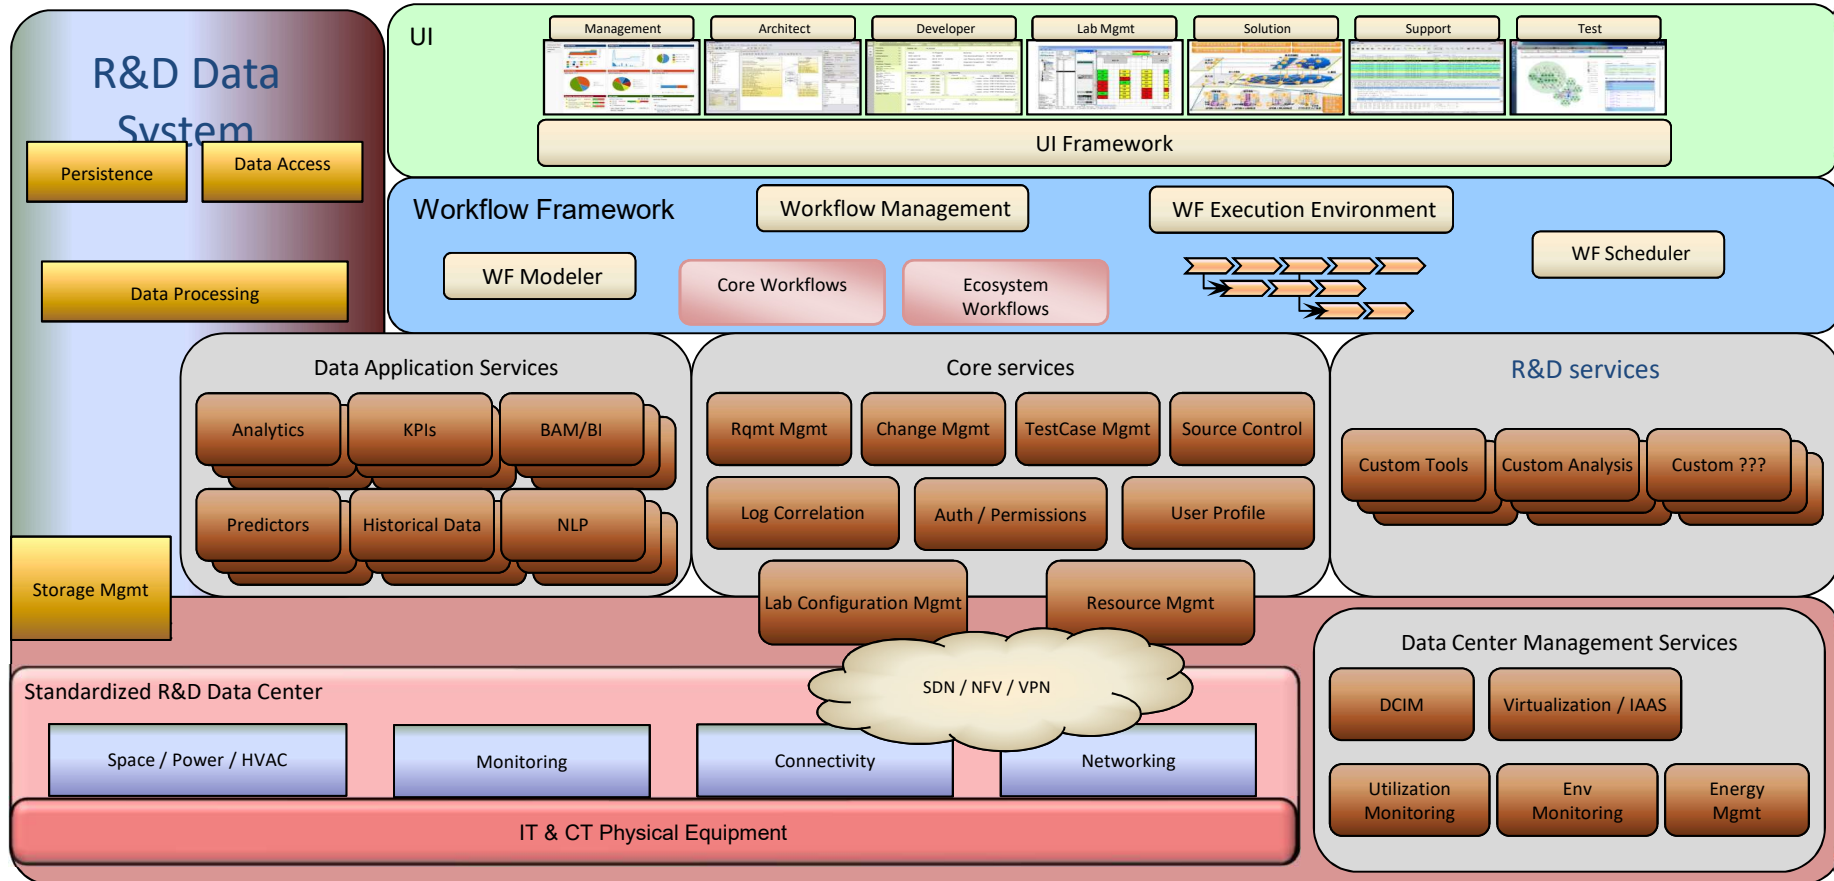 R&D Data
System
Persistence
Data Access
Data Processing
Storage Mgmt
UI
Management
Architect
Developer
Lab Mgmt
Solution
Support
Test
UI Framework
Workflow Framework
Workflow Management
WF Execution Environment
WF Modeler
Core Workflows
Ecosystem
Workflows
WF Scheduler
Data Application Services
Analytics
KPIs
BAM/BI
Predictors
Historical Data
NLP
Core services
Rqmt Mgmt
Change Mgmt
TestCase Mgmt
Source Control
Log Correlation
Auth / Permissions
User Profile
Lab Configuration Mgmt
Resource Mgmt
R&D services
Custom Tools
Custom Analysis
Custom ???
SDN / NFV / VPN
Standardized R&D Data Center
Space / Power / HVAC
Monitoring
Connectivity
Networking
IT & CT Physical Equipment
Data Center Management Services
DCIM
Virtualization / IAAS
Utilization
Monitoring
Env
Monitoring
Energy
Mgmt